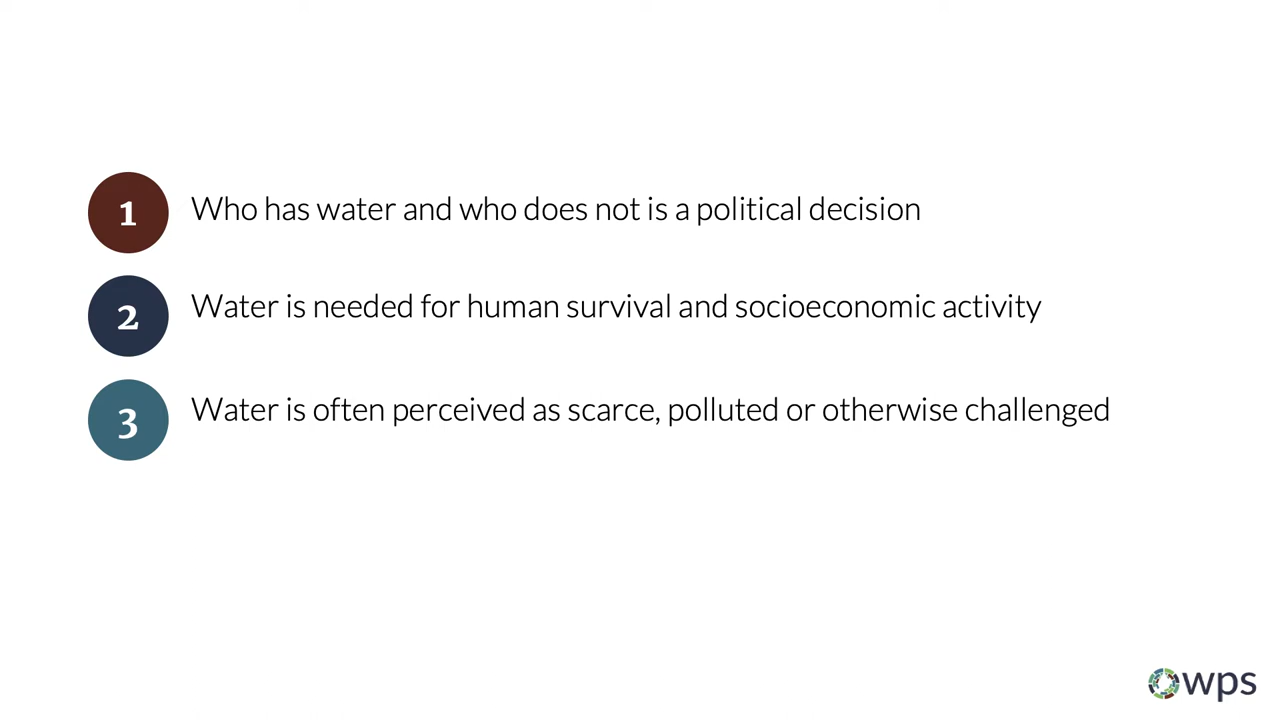 1 Who has water and who does not is a political decision
2 Water is needed for human survival and socioeconomic activity
3 Water is often perceived as scarce, polluted or otherwise challenged
wps